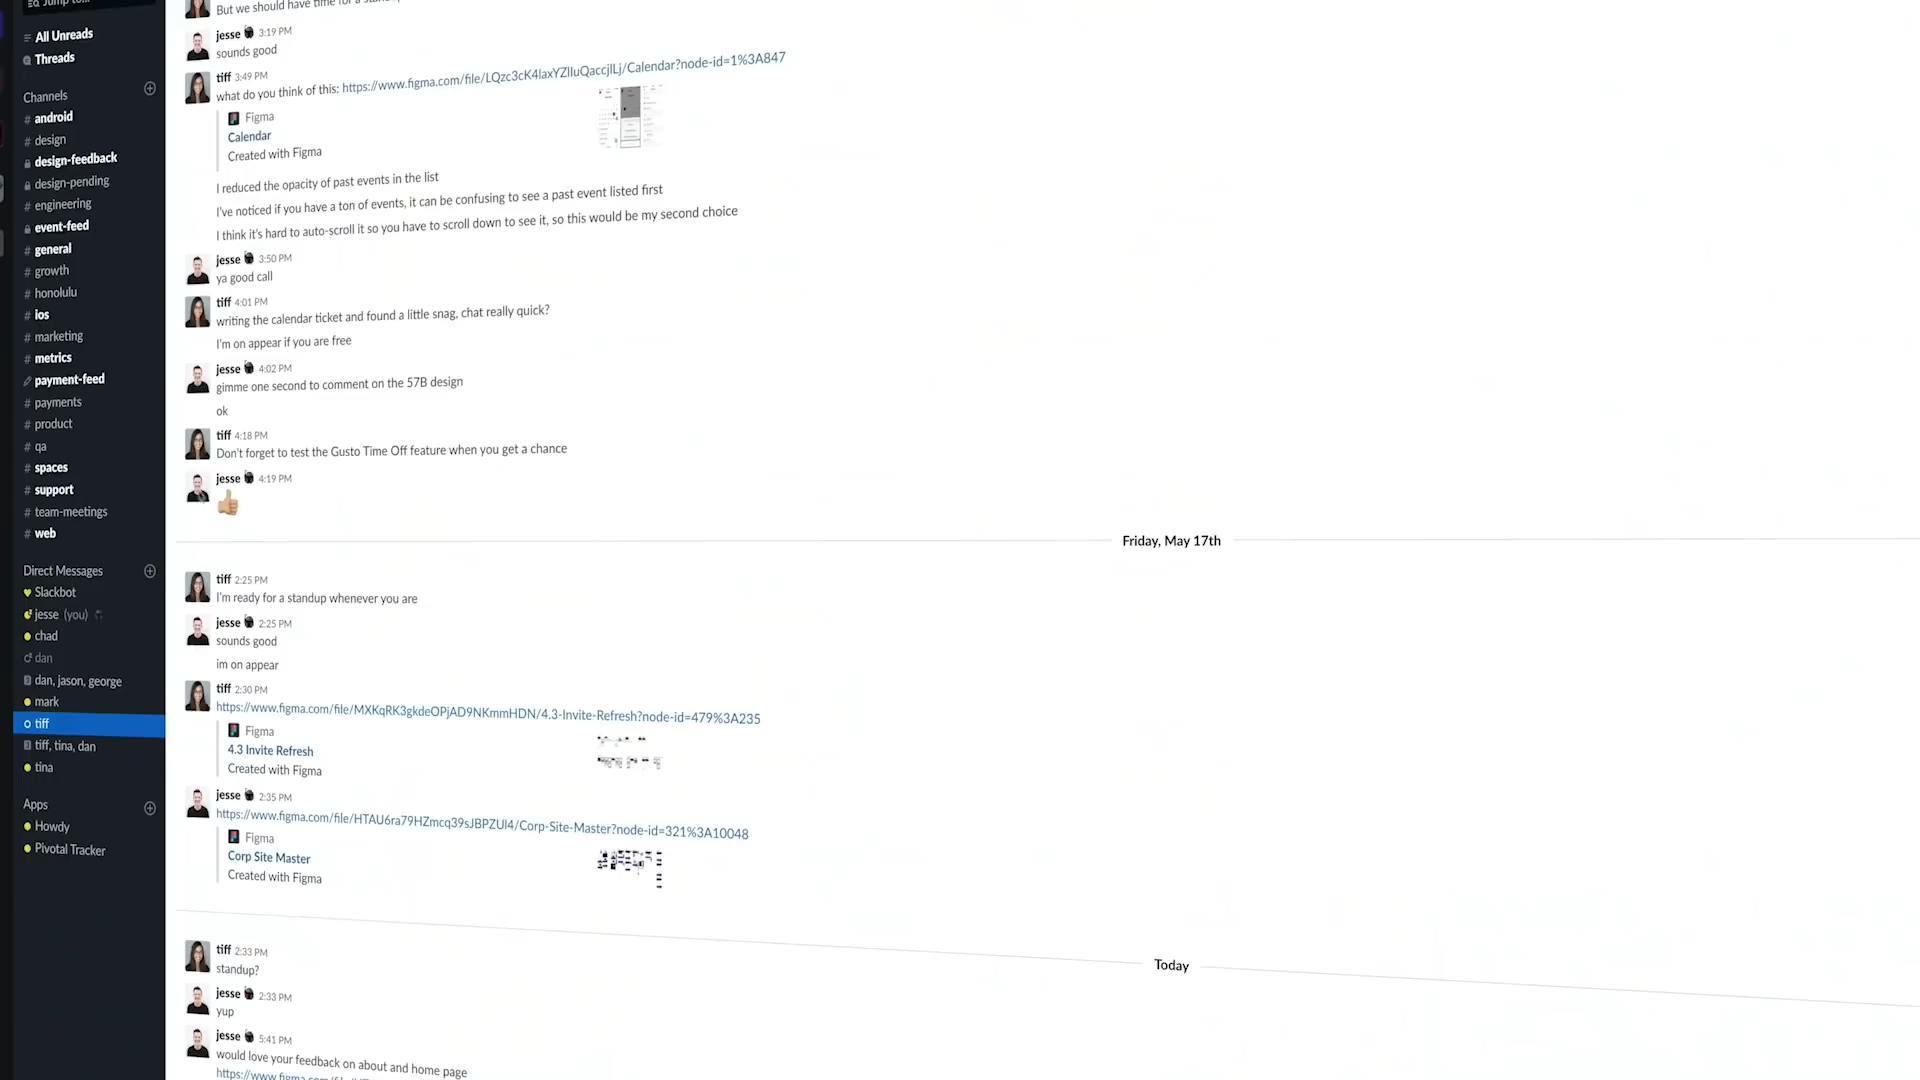 Jump to...
All Unreads
Threads
Channels
# android
# design
design-feedback
design-pending
# engineering
event-feed
# general
# growth
# honolulu
# ios
# marketing
# metrics
payment-feed
# payments
# product
# qa
# spaces
# support
# team-meetings
# web
Direct Messages
Slackbot
jesse (you)
chad
dan
dan, jason, george
mark
tiff
tiff, tina, dan
tina
Apps
Howdy
Pivotal Tracker
But we should have time for a
jesse 3:19 PM
sounds good
tiff 3:49 PM
what do you think of this: https://www.figma.com/file/LQzc3cK4laxYZlIuQaccjlLj/Calendar?node-id=1%3A847
Figma
Calendar
Created with Figma
I reduced the opacity of past events in the list
I've noticed if you have a ton of events, it can be confusing to see a past event listed first
I think it's hard to auto-scroll it so you have to scroll down to see it, so this would be my second choice
jesse 3:50 PM
ya good call
tiff 4:01 PM
writing the calendar ticket and found a little snag, chat really quick?
I'm on appear if you are free
jesse 4:02 PM
gimme one second to comment on the 57B design
ok
tiff 4:18 PM
Don't forget to test the Gusto Time Off feature when you get a chance
jesse 4:19 PM
Friday, May 17th
tiff 2:25 PM
I'm ready for a standup whenever you are
jesse 2:25 PM
sounds good
im on appear
tiff 2:30 PM
https://www.figma.com/file/MXKqRK3gkdeOPjAD9NKmmHDN/4.3-Invite-Refresh?node-id=479%3A235
Figma
4.3 Invite Refresh
Created with Figma
jesse 2:35 PM
https://www.figma.com/file/HTAU6ra79HZmcq39sJBPZUl4/Corp-Site-Master?node-id=321%3A10048
Figma
Corp Site Master
Created with Figma
Today
tiff 2:33 PM
standup?
jesse 2:33 PM
yup
jesse 5:41 PM
would love your feedback on about and home page